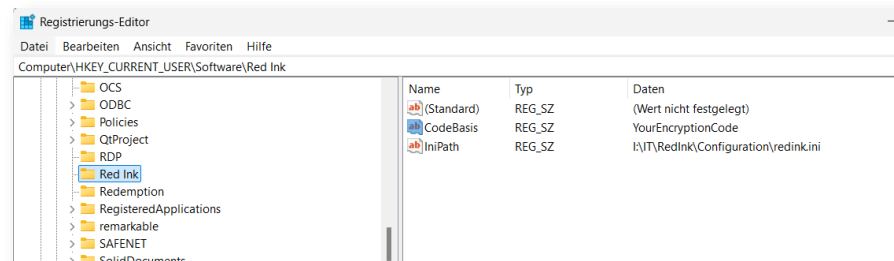 Registrierungs-Editor
Datei Bearbeiten Ansicht Favoriten Hilfe
Computer\HKEY_CURRENT_USER\Software\Red Ink
OCS
ODBC
Policies
QtProject
RDP
Red Ink
Redemption
RegisteredApplications
remarkable
SAFENET
SolidDocuments
Name Typ Daten
(Standard) REG_SZ (Wert nicht festgelegt)
CodeBasis REG_SZ YourEncryptionCode
IniPath REG_SZ I:\IT\RedInk\Configuration\redink.ini